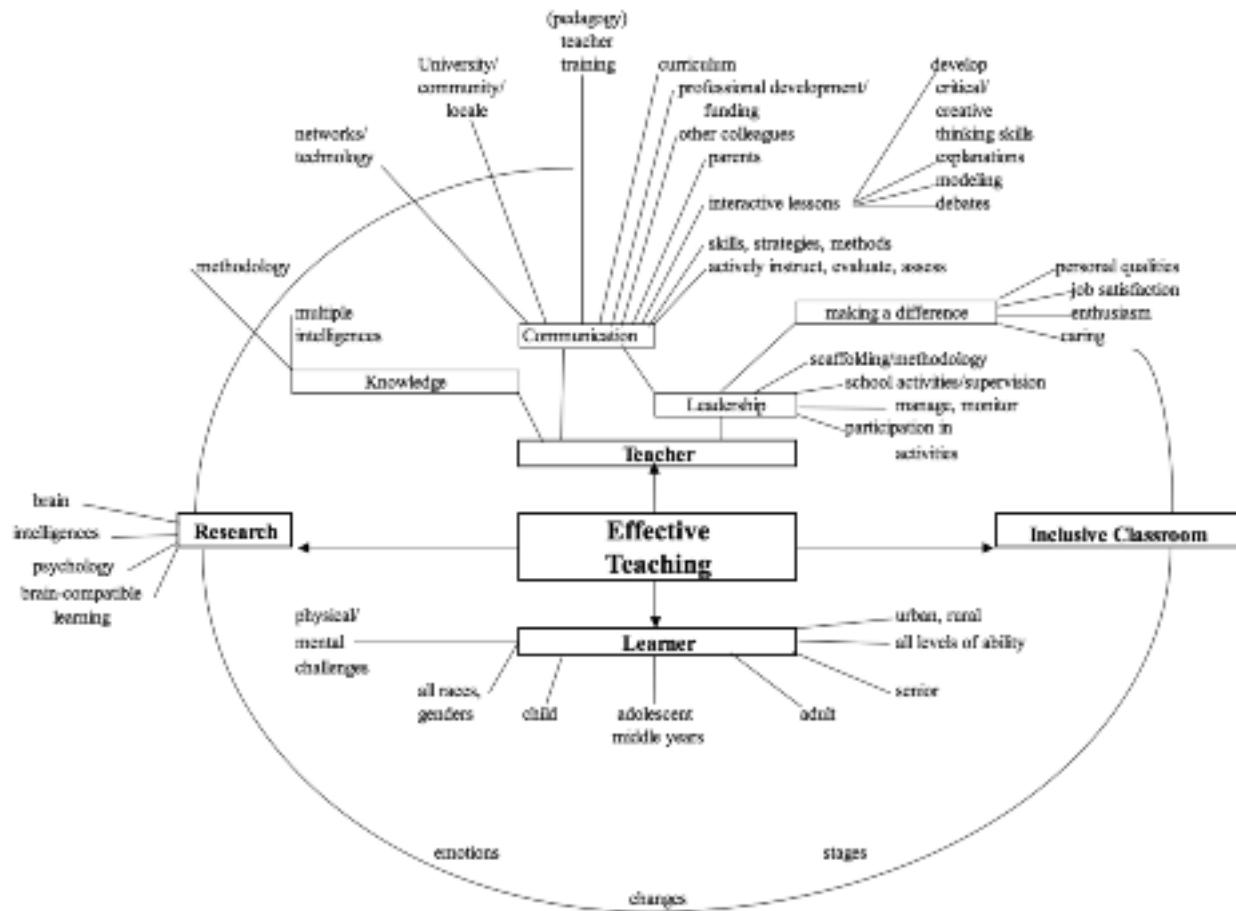 (pedagogy)
teacher
training
University/
community/
locale
networks/
technology
curriculum
professional development/
funding
other colleagues
parents
interactive lessons
develop
critical/
creative
thinking skills
explanations
modeling
debates
skills, strategies, methods
actively instruct, evaluate, assess
methodology
multiple
intelligences
Communication
making a difference
personal qualities
job satisfaction
enthusiasm
caring
Knowledge
scaffolding/methodology
school activities/supervision
Leadership
manage, monitor
participation in
activities
Teacher
brain
intelligences
psychology
brain-compatible
learning
Research
Effective
Teaching
Inclusive Classroom
physical/
mental
challenges
Learner
urban, rural
all levels of ability
senior
all races,
genders
child
adolescent
middle years
adult
emotions
stages
changes